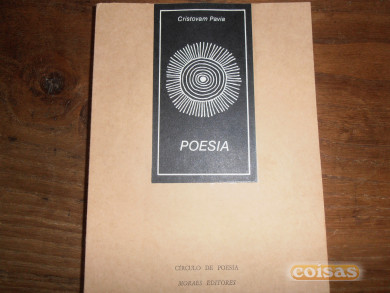 Cristovam Pavia
POESIA
CÍRCULO DE POESIA
MORAES EDITORES
coisas